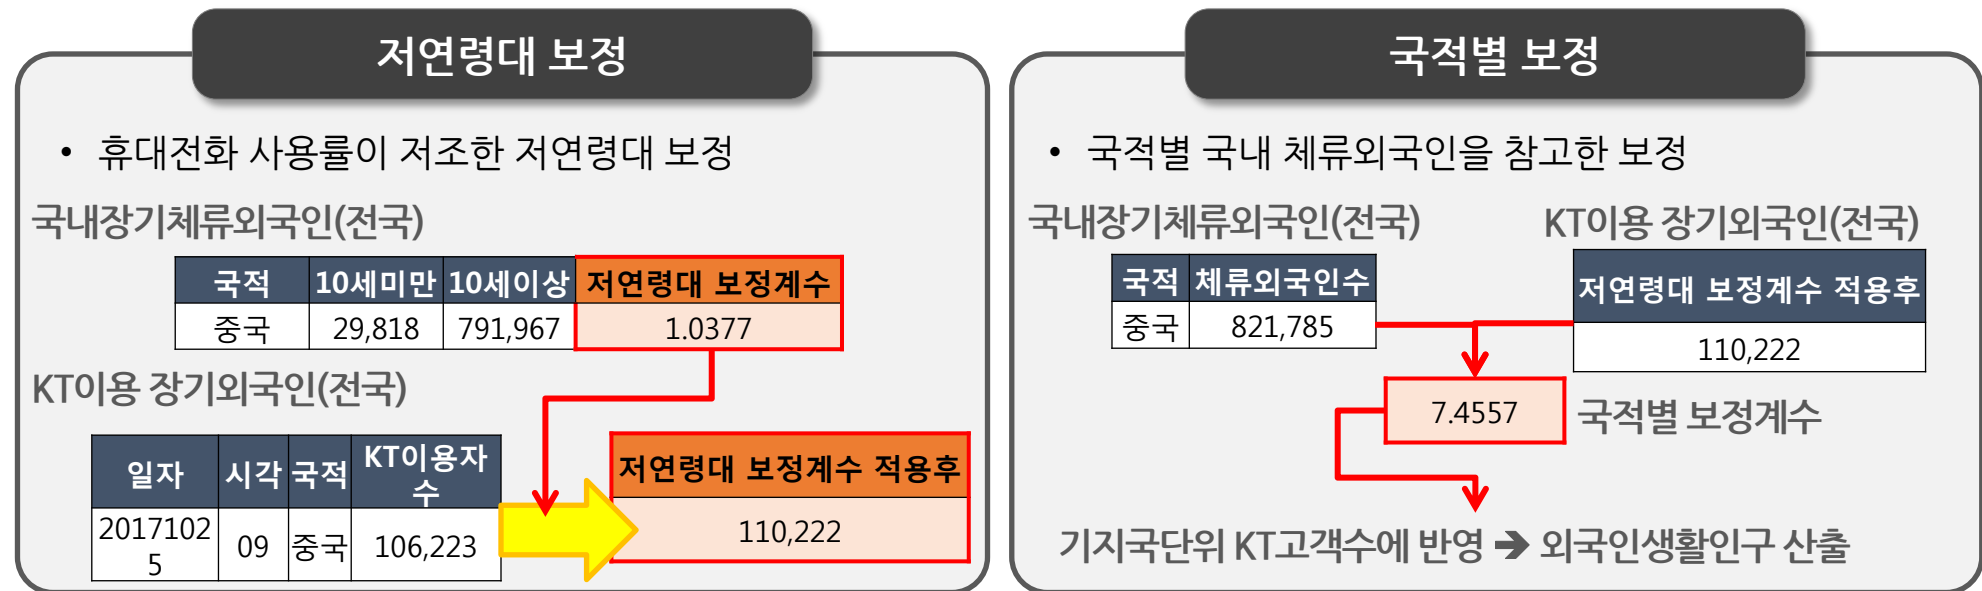 저연령대 보정
• 휴대전화 사용률이 저조한 저연령대 보정
국내장기체류외국인(전국)
국적 10세미만 10세이상 저연령대 보정계수
중국 29,818 791,967 1.0377
KT이용 장기외국인(전국)
일자 시각 국적 KT이용자
수
2017102
5 09 중국 106,223
저연령대 보정계수 적용후
110,222
국적별 보정
• 국적별 국내 체류외국인을 참고한 보정
국내장기체류외국인(전국)
국적 체류외국인수
중국 821,785
KT이용 장기외국인(전국)
저연령대 보정계수 적용후
110,222
7.4557 국적별 보정계수
기지국단위 KT고객수에 반영 ➔ 외국인생활인구 산출